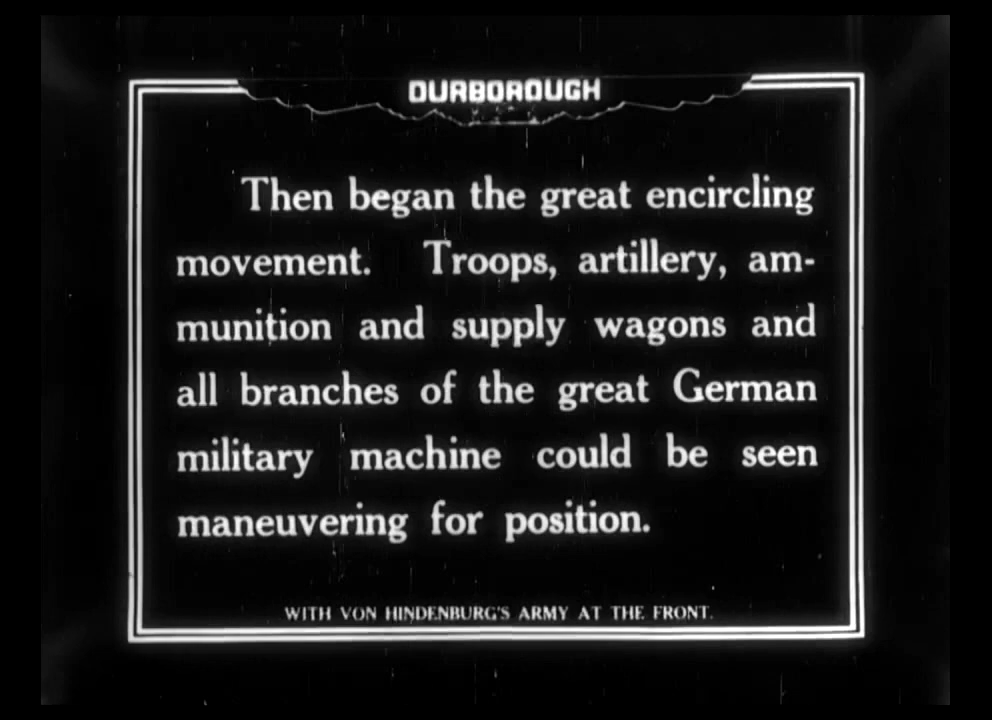 DURBOROUGH
Then began the great encircling
movement. Troops, artillery, am-
munition and supply wagons and
all branches of the great German
military machine could be seen
maneuvering for position.
WITH VON HINDENBURG'S ARMY AT THE FRONT.